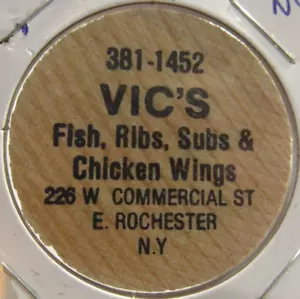 381-1452
VIC'S
Fish, Ribs, Subs &
Chicken Wings
226 W COMMERCIAL ST
E. ROCHESTER
N.Y